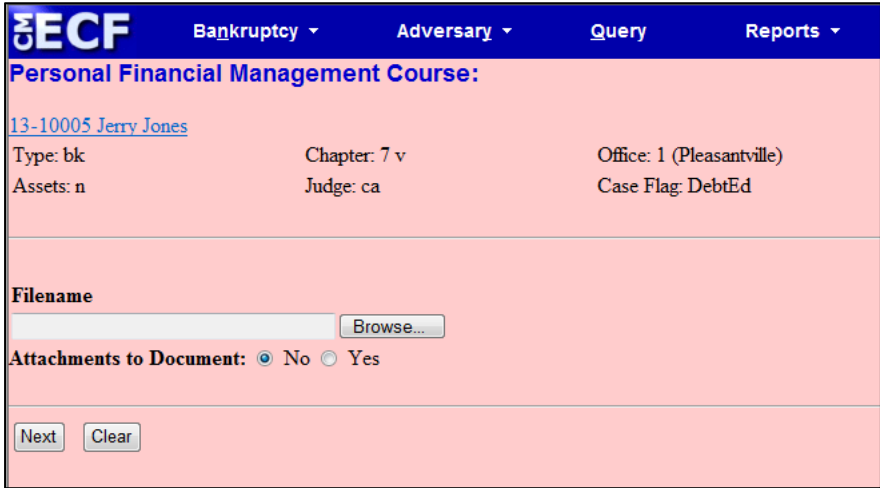 CM ECF Bankruptcy Adversary Query Reports
Personal Financial Management Course:
13-10005 Jerry Jones
Type: bk Chapter: 7 v Office: 1 (Pleasantville)
Assets: n Judge: ca Case Flag: DebtEd
Filename
Browse...
Attachments to Document: No Yes
Next Clear